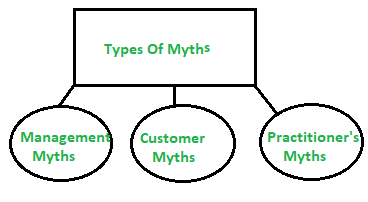 Types Of Myths
Management
Myths
Customer
Myths
Practitioner's
Myths